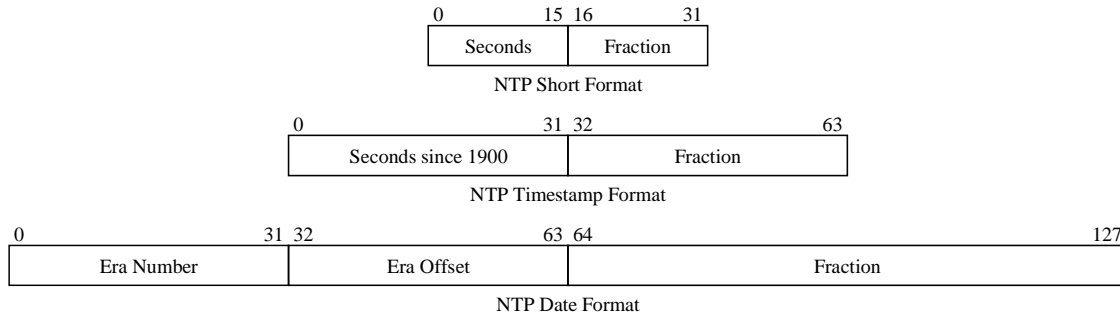 0 15 16 31
Seconds Fraction
NTP Short Format
0 31 32 63
Seconds since 1900 Fraction
NTP Timestamp Format
0 31 32 63 64 127
Era Number Era Offset Fraction
NTP Date Format